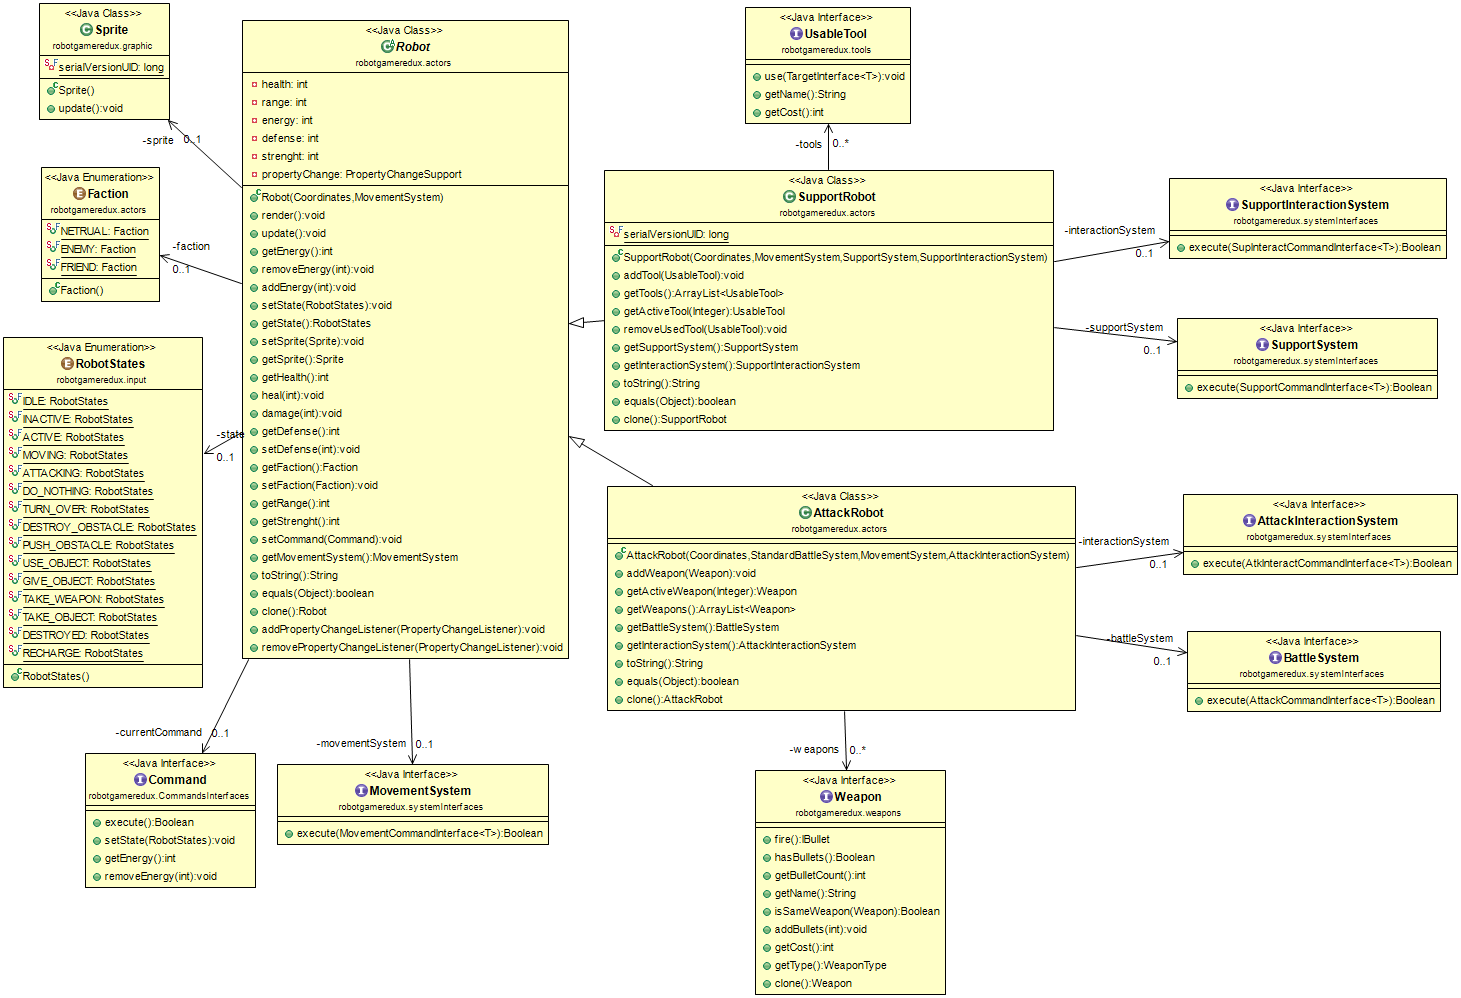 <<Java Class>>
Sprite
robotgameredux.graphic
serialVersionUID: long
Sprite()
update():void
-sprite
0..1
<<Java Enumeration>>
Faction
robotgameredux.actors
NETRUAL: Faction
ENEMY: Faction
FRIEND: Faction
Faction()
-faction
0..1
<<Java Enumeration>>
RobotStates
robotgameredux.input
IDLE: RobotStates
INACTIVE: RobotStates
ACTIVE: RobotStates
MOVING: RobotStates
ATTACKING: RobotStates
DO_NOTHING: RobotStates
TURN_OVER: RobotStates
DESTROY_OBSTACLE: RobotStates
PUSH_OBSTACLE: RobotStates
USE_OBJECT: RobotStates
GIVE_OBJECT: RobotStates
TAKE_WEAPON: RobotStates
TAKE_OBJECT: RobotStates
DESTROYED: RobotStates
RECHARGE: RobotStates
RobotStates()
-state
0..1
<<Java Class>>
Robot
robotgameredux.actors
health: int
range: int
energy: int
defense: int
strenght: int
propertyChange: PropertyChangeSupport
Robot(Coordinates,MovementSystem)
render():void
update():void
getEnergy():int
removeEnergy(int):void
addEnergy(int):void
setState(RobotStates):void
getState():RobotStates
setSprite(Sprite):void
getSprite():Sprite
getHealth():int
heal(int):void
damage(int):void
getDefense():int
setDefense(int):void
getFaction():Faction
setFaction(Faction):void
getRange():int
getStrenght():int
setCommand(Command):void
getMovementSystem():MovementSystem
toString():String
equals(Object):boolean
clone():Robot
addPropertyChangeListener(PropertyChangeListener):void
removePropertyChangeListener(PropertyChangeListener):void
-currentCommand
0..1
<<Java Interface>>
Command
robotgameredux.CommandsInterfaces
execute():Boolean
setState(RobotStates):void
getEnergy():int
removeEnergy(int):void
-movementSystem
0..1
<<Java Interface>>
MovementSystem
robotgameredux.systemInterfaces
execute(MovementCommandInterface<T>):Boolean
<<Java Interface>>
UsableTool
robotgameredux.tools
use(TargetInterface<T>):void
getName():String
getCost():int
-tools
0..*
<<Java Class>>
SupportRobot
robotgameredux.actors
serialVersionUID: long
SupportRobot(Coordinates,MovementSystem,SupportSystem,SupportInteractionSystem)
addTool(UsableTool):void
getTools():ArrayList<UsableTool>
getActiveTool(Integer):UsableTool
removeUsedTool(UsableTool):void
getSupportSystem():SupportSystem
getInteractionSystem():SupportInteractionSystem
toString():String
equals(Object):boolean
clone():SupportRobot
-interactionSystem
0..1
<<Java Interface>>
SupportInteractionSystem
robotgameredux.systemInterfaces
execute(SupInteractCommandInterface<T>):Boolean
-supportSystem
0..1
<<Java Interface>>
SupportSystem
robotgameredux.systemInterfaces
execute(SupportCommandInterface<T>):Boolean
<<Java Class>>
AttackRobot
robotgameredux.actors
AttackRobot(Coordinates,StandardBattleSystem,MovementSystem,AttackInteractionSystem)
addWeapon(Weapon):void
getActiveWeapon(Integer):Weapon
getWeapons():ArrayList<Weapon>
getBattleSystem():BattleSystem
getInteractionSystem():AttackInteractionSystem
toString():String
equals(Object):boolean
clone():AttackRobot
-interactionSystem
0..1
<<Java Interface>>
AttackInteractionSystem
robotgameredux.systemInterfaces
execute(AtkInteractCommandInterface<T>):Boolean
-battleSystem
0..1
<<Java Interface>>
BattleSystem
robotgameredux.systemInterfaces
execute(AttackCommandInterface<T>):Boolean
-weapons
0..*
<<Java Interface>>
Weapon
robotgameredux.weapons
fire():IBullet
hasBullets():Boolean
getBulletCount():int
getName():String
isSameWeapon(Weapon):Boolean
addBullets(int):void
getCost():int
getType():WeaponType
clone():Weapon